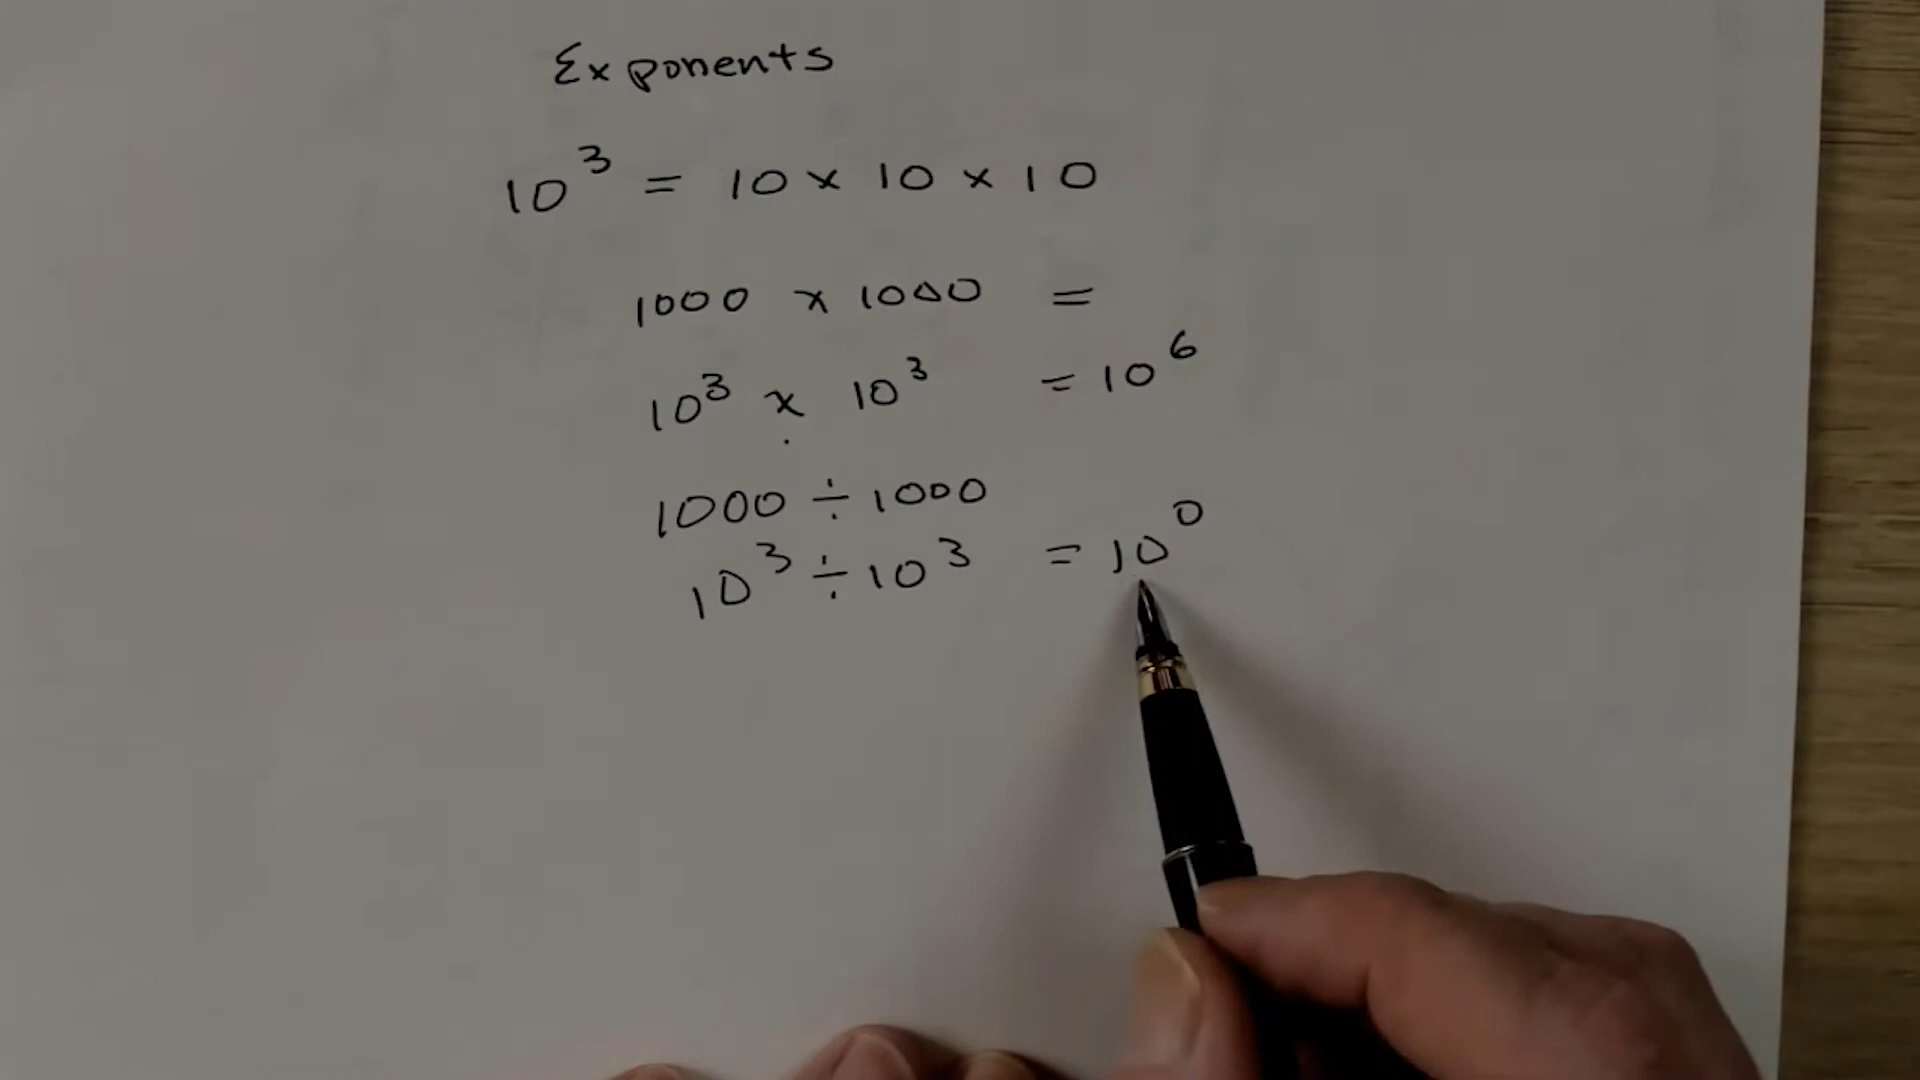 Exponents
10³ = 10 × 10 × 10
1000 × 1000 =
10³ × 10³ = 10⁶
1000 ÷ 1000
10³ ÷ 10³ = 10⁰